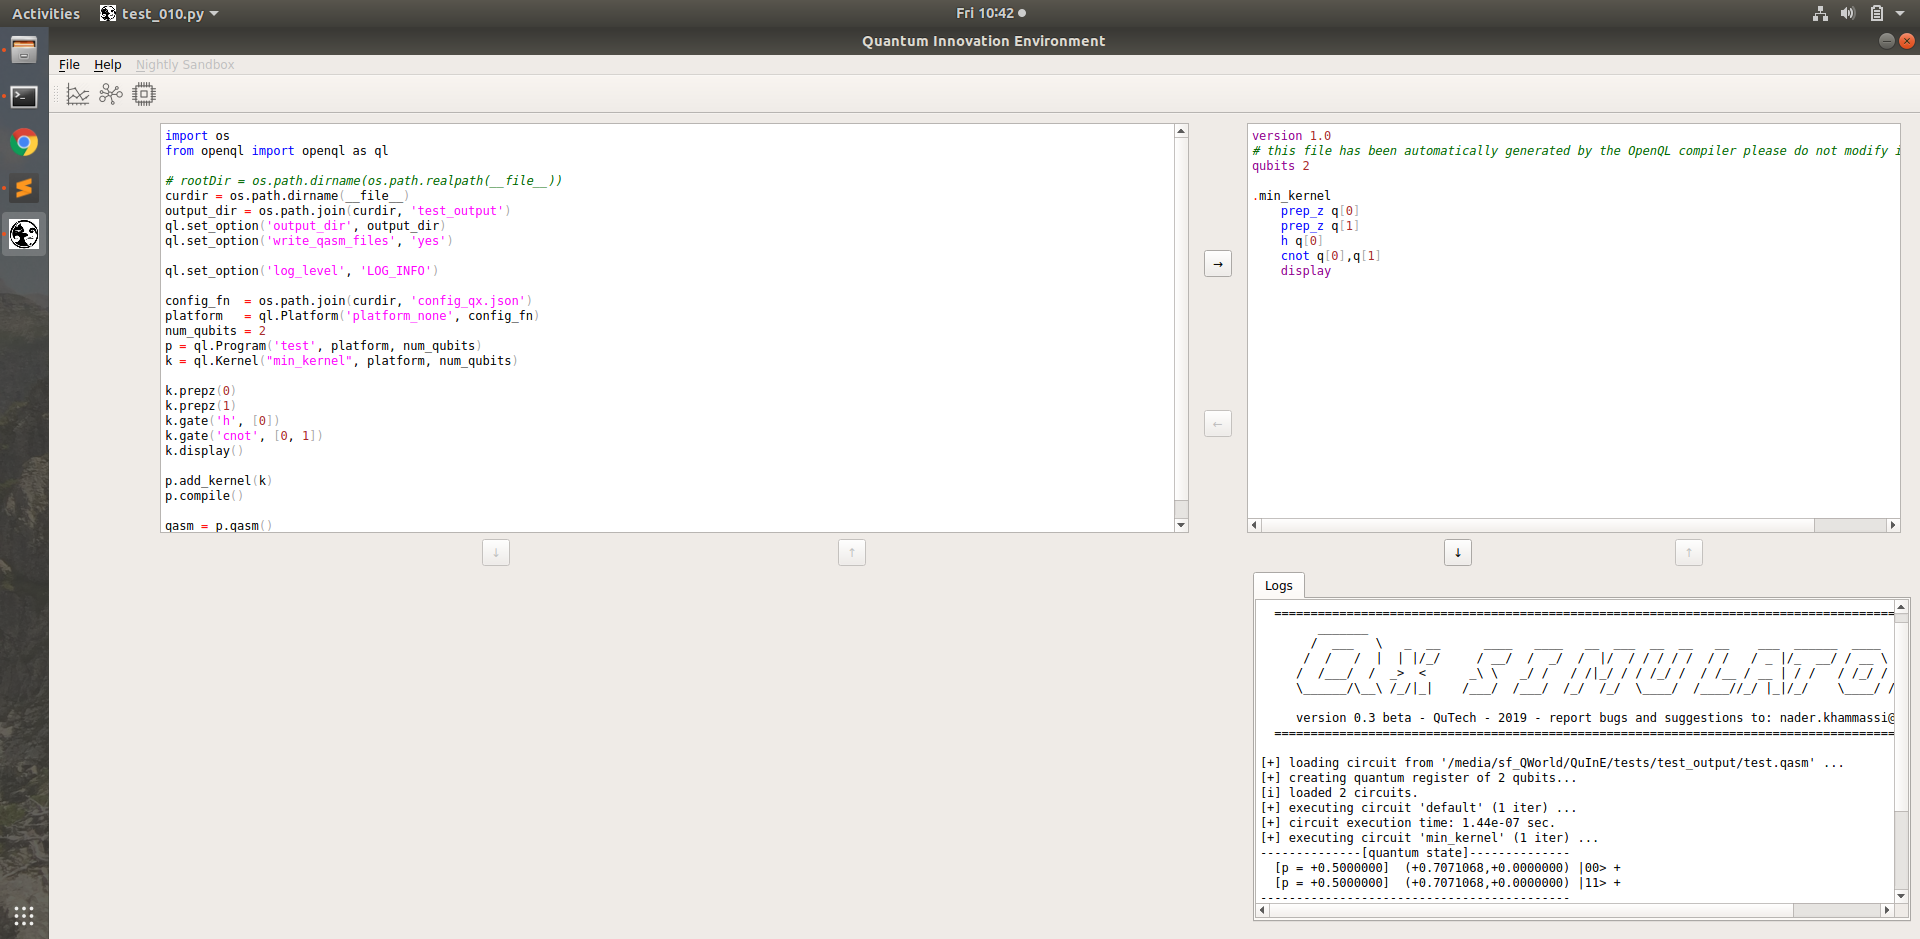 Activities
test_010.py
Fri 10:42
Quantum Innovation Environment
File Help Nightly Sandbox
import os
from openql import openql as ql
# rootDir = os.path.dirname(os.path.realpath(__file__))
curdir = os.path.dirname(__file__)
output_dir = os.path.join(curdir, 'test_output')
ql.set_option('output_dir', output_dir)
ql.set_option('write_qasm_files', 'yes')
ql.set_option('log_level', 'LOG_INFO')
config_fn  = os.path.join(curdir, 'config_qx.json')
platform   = ql.Platform('platform_none', config_fn)
num_qubits = 2
p = ql.Program('test', platform, num_qubits)
k = ql.Kernel("min_kernel", platform, num_qubits)
k.prepz(0)
k.prepz(1)
k.gate('h', [0])
k.gate('cnot', [0, 1])
k.display()
p.add_kernel(k)
p.compile()
qasm = p.qasm()
→
←
↓
↑
version 1.0
# this file has been automatically generated by the OpenQL compiler please do not modify i
qubits 2
.min_kernel
    prep_z q[0]
    prep_z q[1]
    h q[0]
    cnot q[0],q[1]
    display
↓
↑
Logs
version 0.3 beta - QuTech - 2019 - report bugs and suggestions to: nader.khammassi@
[+] loading circuit from '/media/sf_QWorld/QuInE/tests/test_output/test.qasm' ...
[+] creating quantum register of 2 qubits...
[i] loaded 2 circuits.
[+] executing circuit 'default' (1 iter) ...
[+] circuit execution time: 1.44e-07 sec.
[+] executing circuit 'min_kernel' (1 iter) ...
--------------[quantum state]--------------
  [p = +0.5000000]  (+0.7071068,+0.0000000) |00> +
  [p = +0.5000000]  (+0.7071068,+0.0000000) |11> +
-------------------------------------------